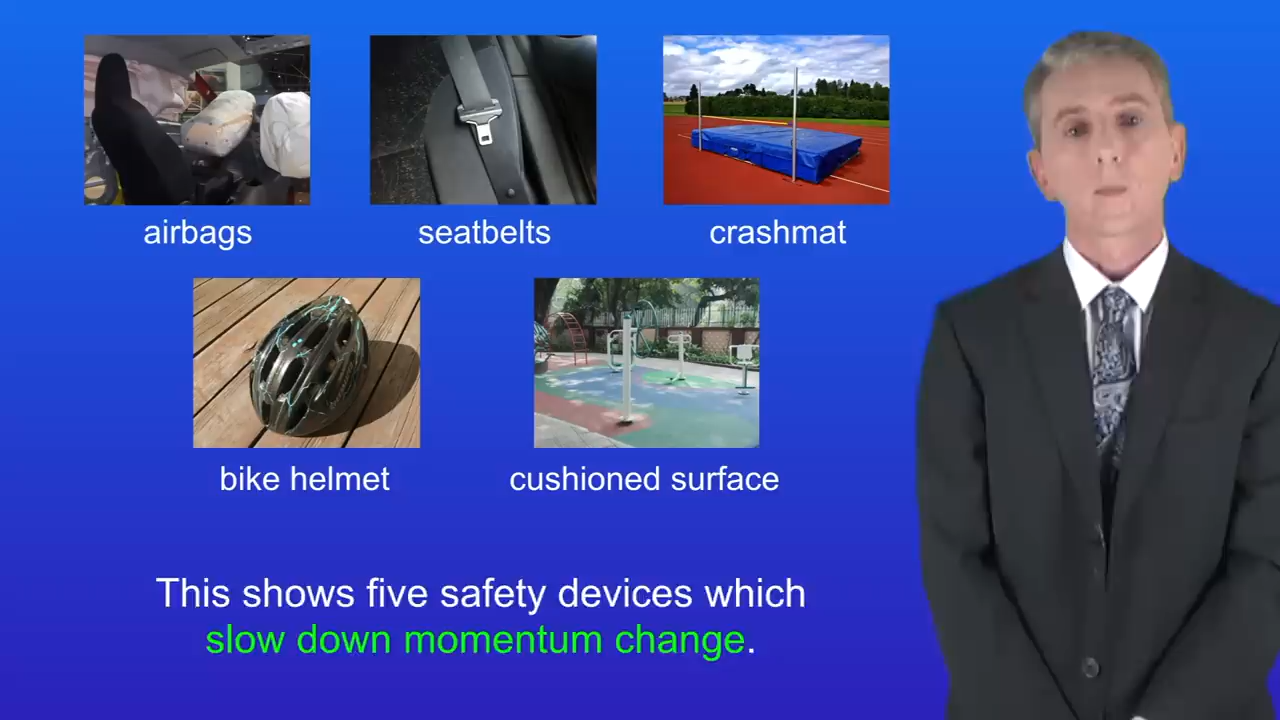 airbags
seatbelts
crashmat
bike helmet
cushioned surface
This shows five safety devices which
slow down momentum change.